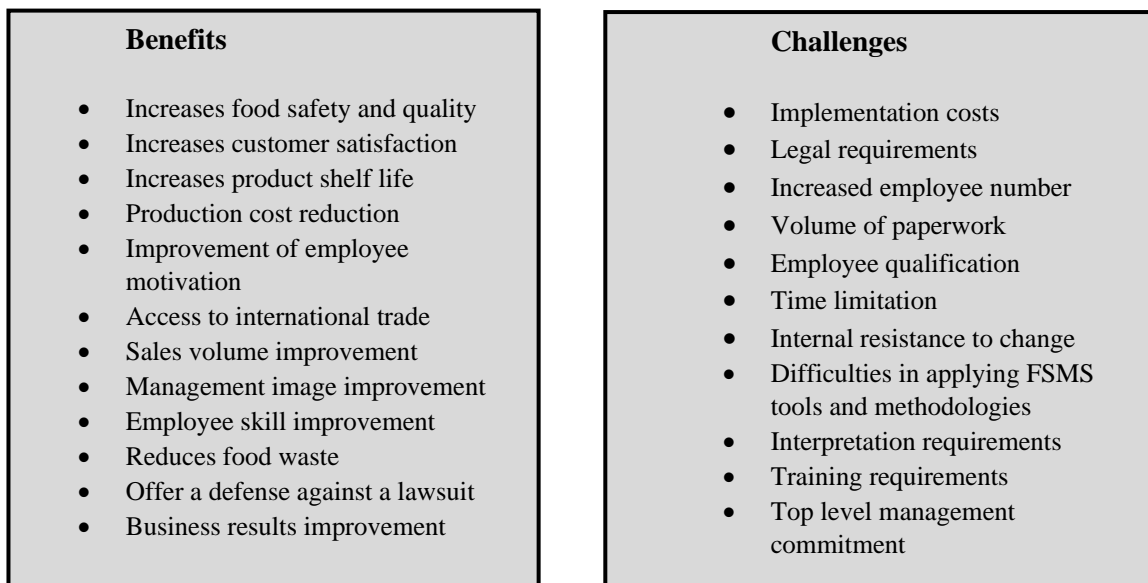 Benefits
• Increases food safety and quality
• Increases customer satisfaction
• Increases product shelf life
• Production cost reduction
• Improvement of employee
motivation
• Access to international trade
• Sales volume improvement
• Management image improvement
• Employee skill improvement
• Reduces food waste
• Offer a defense against a lawsuit
• Business results improvement
Challenges
• Implementation costs
• Legal requirements
• Increased employee number
• Volume of paperwork
• Employee qualification
• Time limitation
• Internal resistance to change
• Difficulties in applying FSMS
tools and methodologies
• Interpretation requirements
• Training requirements
• Top level management
commitment